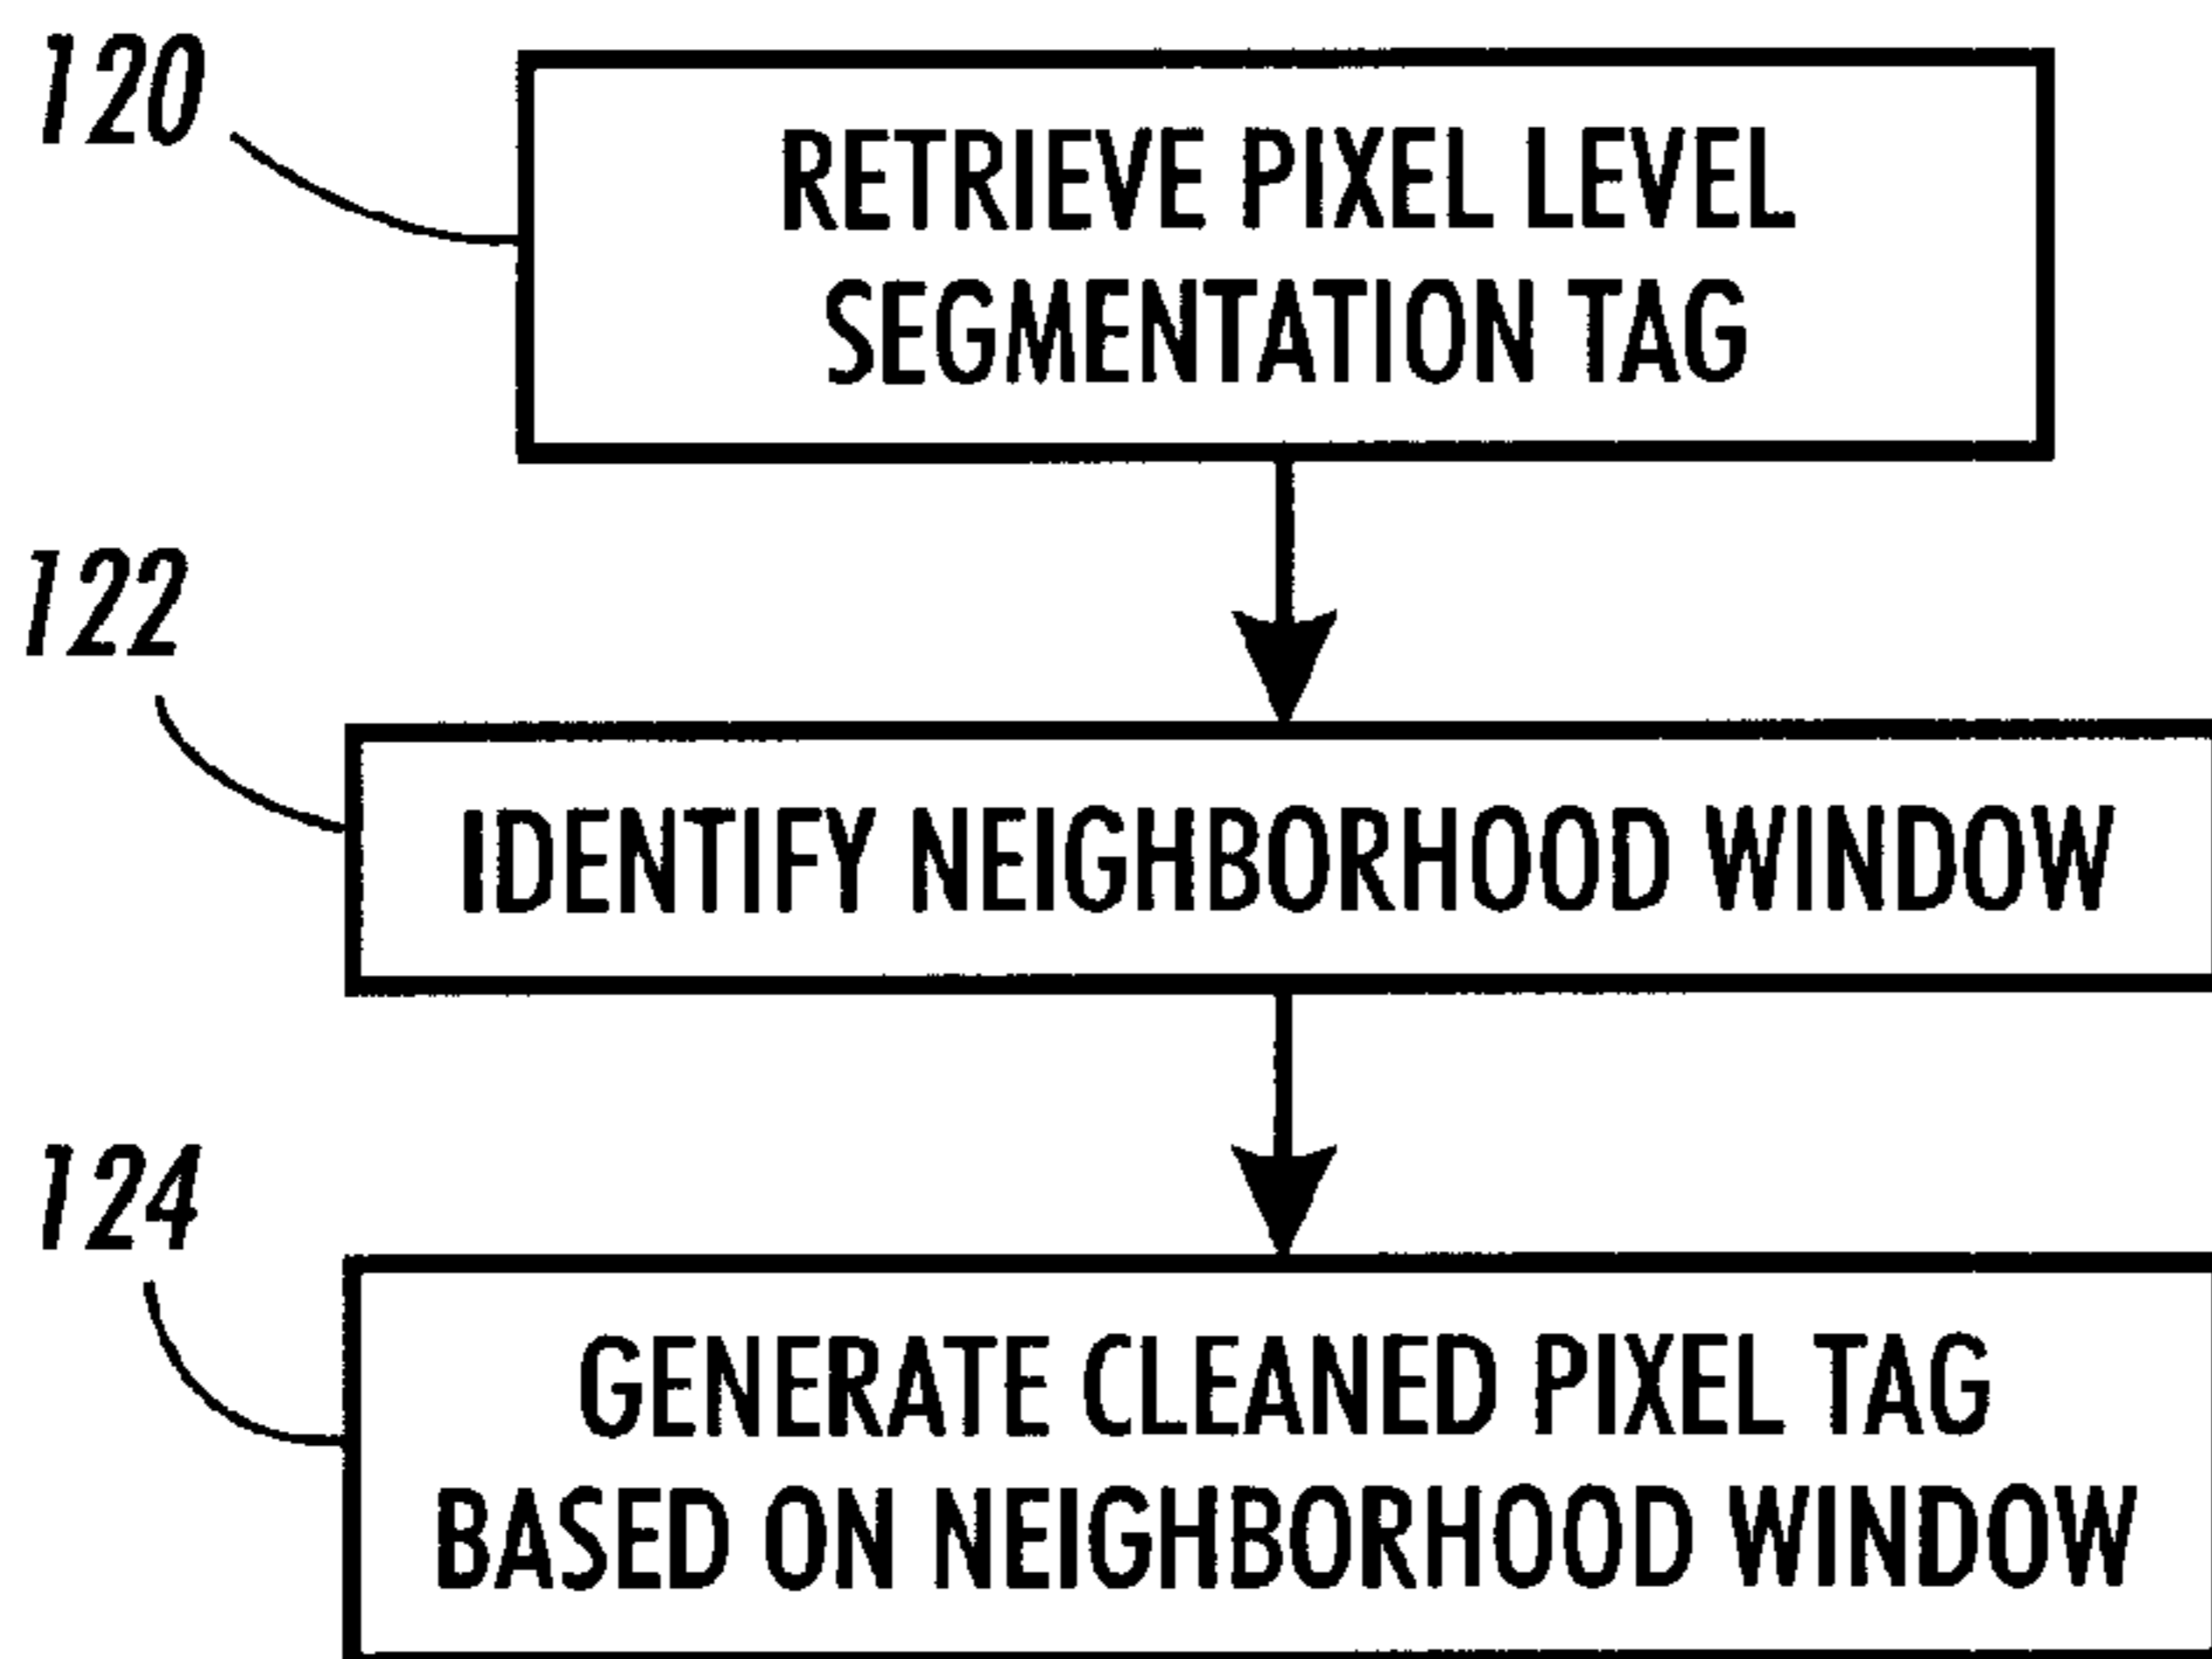 120
RETRIEVE PIXEL LEVEL
SEGMENTATION TAG
122
IDENTIFY NEIGHBORHOOD WINDOW
124
GENERATE CLEANED PIXEL TAG
BASED ON NEIGHBORHOOD WINDOW